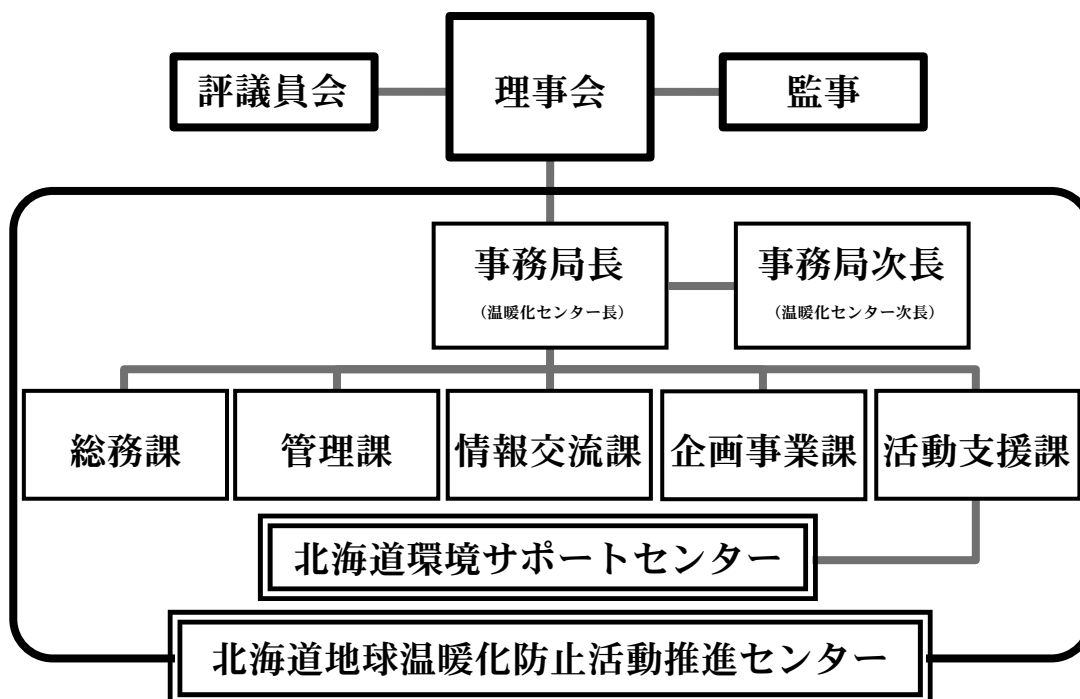 評議員会
理事会
監事
事務局長
（温暖化センター長）
事務局次長
（温暖化センター次長）
総務課
管理課
情報交流課
企画事業課
活動支援課
北海道環境サポートセンター
北海道地球温暖化防止活動推進センター